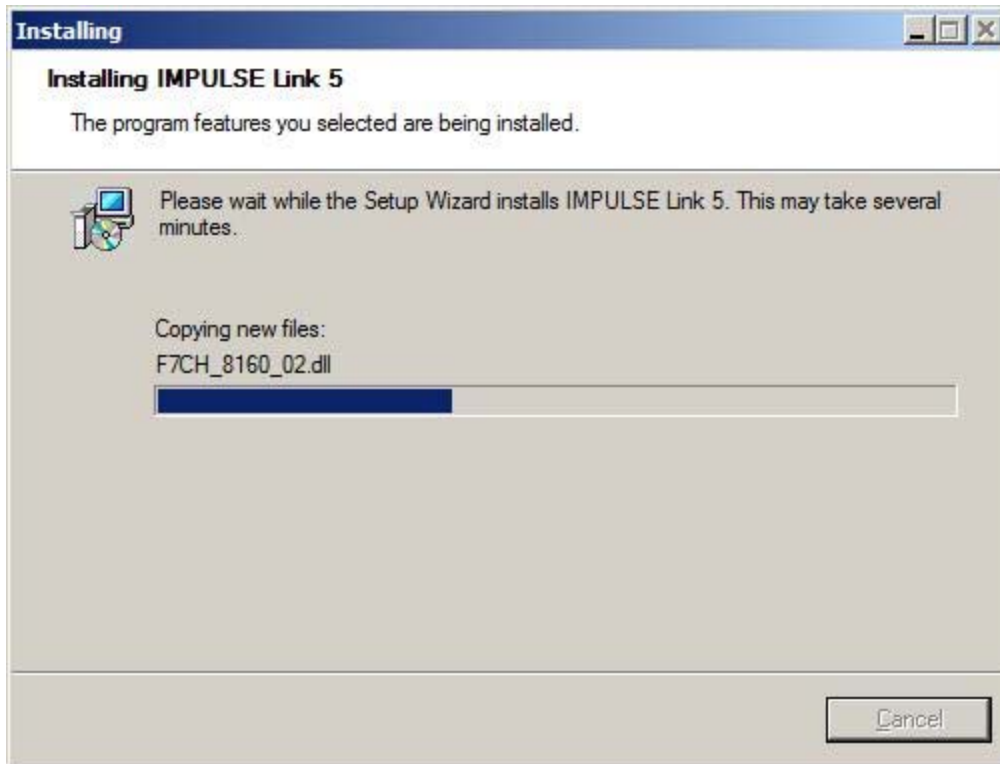 Installing
Installing IMPULSE Link 5
The program features you selected are being installed.
Please wait while the Setup Wizard installs IMPULSE Link 5. This may take several
minutes.
Copying new files:
F7CH_8160_02.dll
Cancel